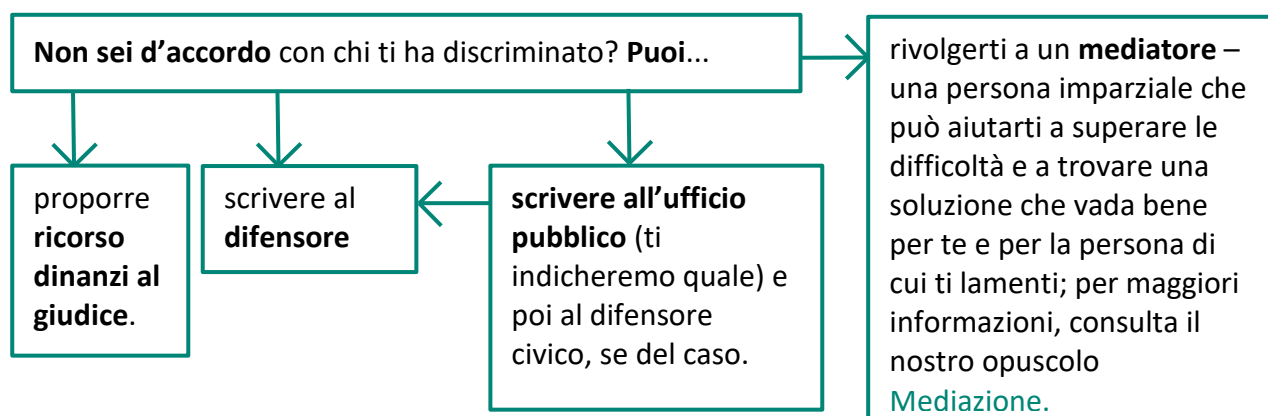 Non sei d’accordo con chi ti ha discriminato? Puoi...
proporre
ricorso
dinanzi al
giudice.
scrivere al
difensore
scrivere all’ufficio
pubblico (ti
indicheremo quale) e
poi al difensore
civico, se del caso.
rivolgerti a un mediatore –
una persona imparziale che
può aiutarti a superare le
difficoltà e a trovare una
soluzione che vada bene
per te e per la persona di
cui ti lamenti; per maggiori
informazioni, consulta il
nostro opuscolo
Mediazione.